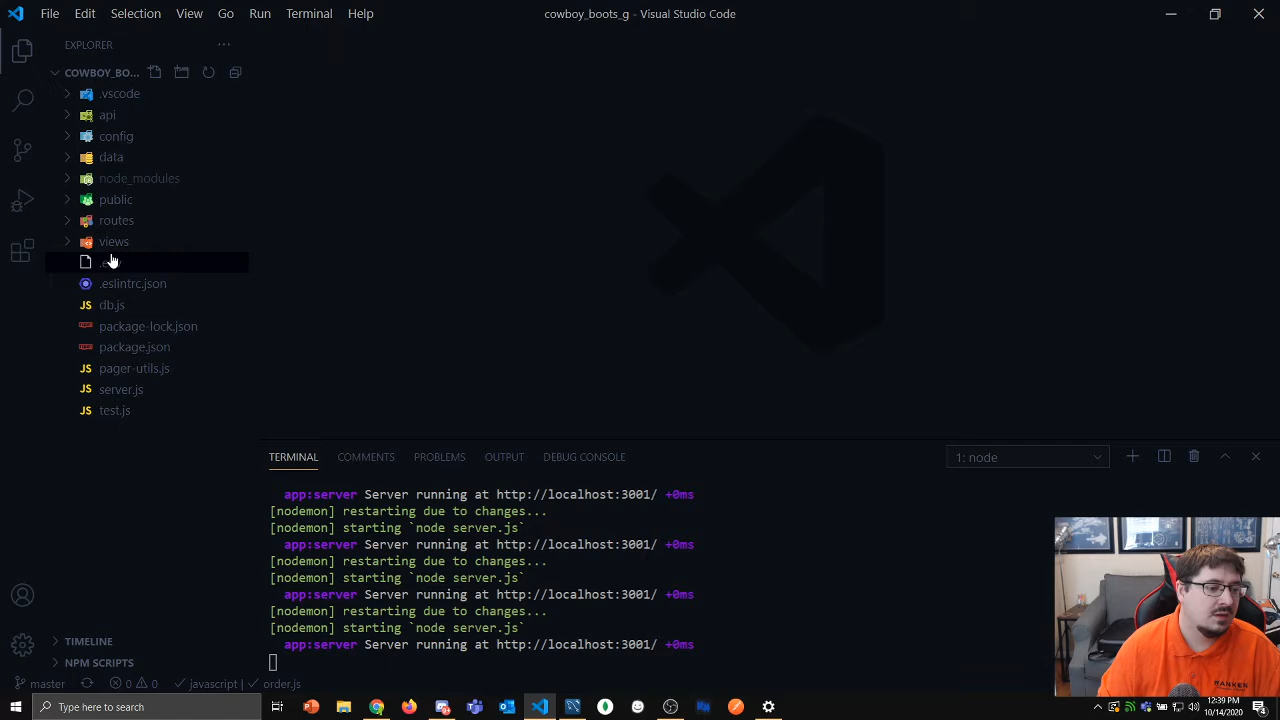 File Edit Selection View Go Run Terminal Help
cowboy_boots_g - Visual Studio Code
EXPLORER
COWBOY_BO...
.vscode
api
config
data
node_modules
public
routes
views
.eslintrc.json
db.js
package-lock.json
package.json
pager-utils.js
server.js
test.js
TERMINAL COMMENTS PROBLEMS OUTPUT DEBUG CONSOLE
1: node
app:server Server running at http://localhost:3001/ +0ms
[nodemon] restarting due to changes...
[nodemon] starting `node server.js`
app:server Server running at http://localhost:3001/ +0ms
[nodemon] restarting due to changes...
[nodemon] starting `node server.js`
app:server Server running at http://localhost:3001/ +0ms
[nodemon] restarting due to changes...
[nodemon] starting `node server.js`
app:server Server running at http://localhost:3001/ +0ms
TIMELINE
NPM SCRIPTS
master 0 0 javascript | order.js
RANKEN
Type here to search
12:39 PM
10/14/2020